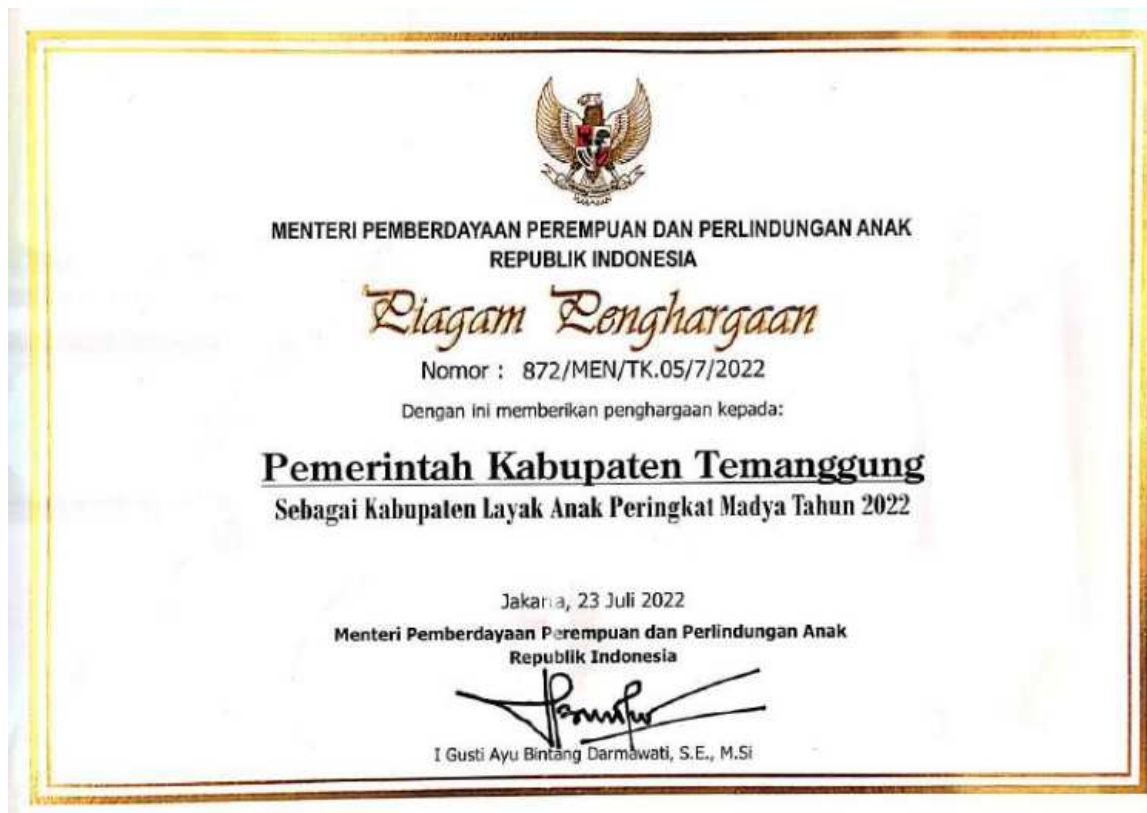 MENTERI PEMBERDAYAAN PEREMPUAN DAN PERLINDUNGAN ANAK
REPUBLIK INDONESIA
Piagam Penghargaan
Nomor : 872/MEN/TK.05/7/2022
Dengan ini memberikan penghargaan kepada:
Pemerintah Kabupaten Temanggung
Sebagai Kabupaten Layak Anak Peringkat Madya Tahun 2022
Jakarta, 23 Juli 2022
Menteri Pemberdayaan Perempuan dan Perlindungan Anak
Republik Indonesia
I Gusti Ayu Bintang Darmawati, S.E., M.Si